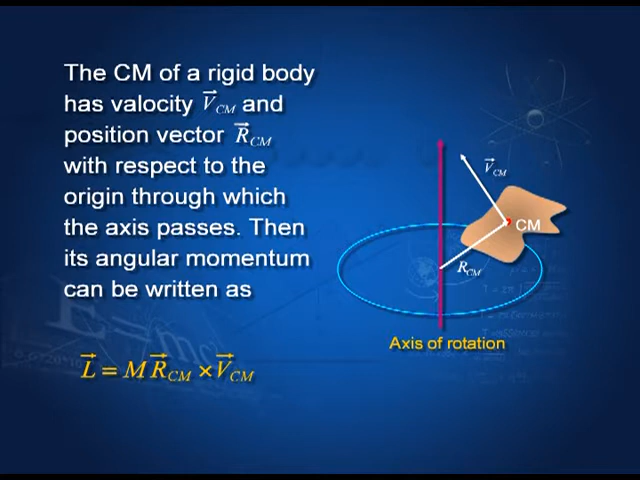 The CM of a rigid body
has valocity V⃗CM and
position vector R⃗CM
with respect to the
origin through which
the axis passes. Then
its angular momentum
can be written as
L⃗ = M R⃗CM × V⃗CM
V⃗CM
CM
RCM
Axis of rotation